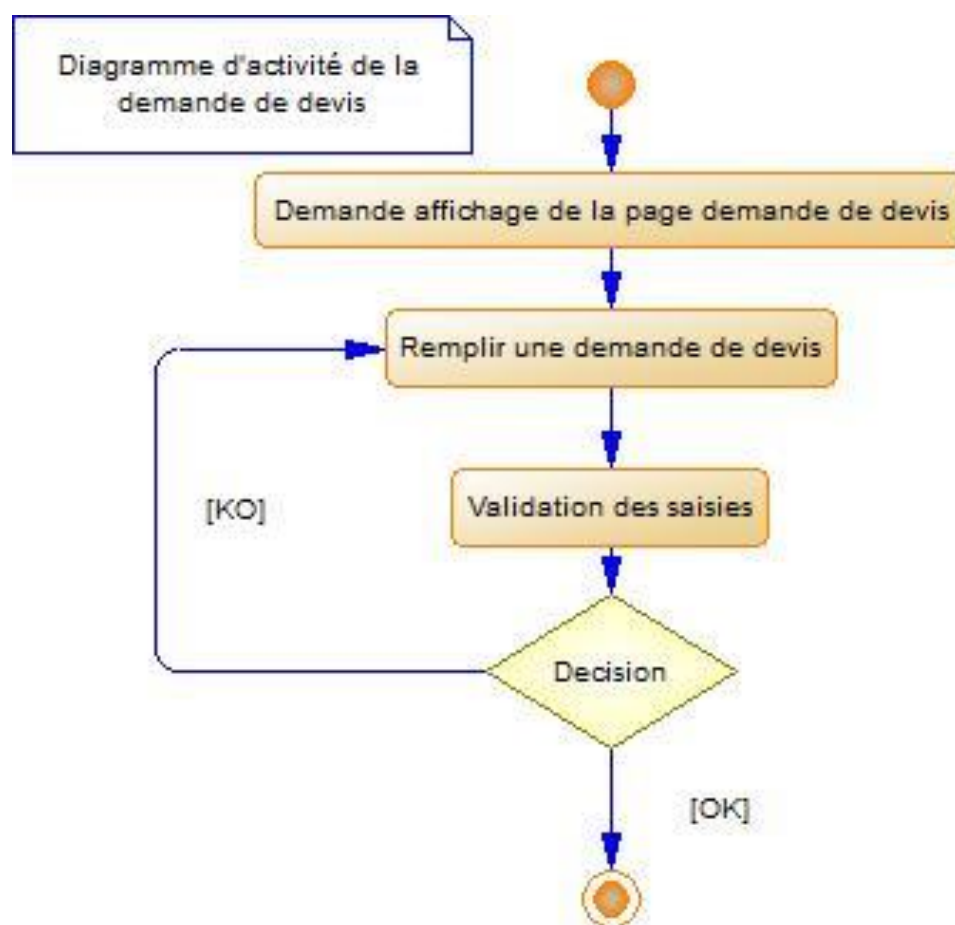 Diagramme d'activité de la
demande de devis
Demande affichage de la page demande de devis
Remplir une demande de devis
[KO]
Validation des saisies
Decision
[OK]